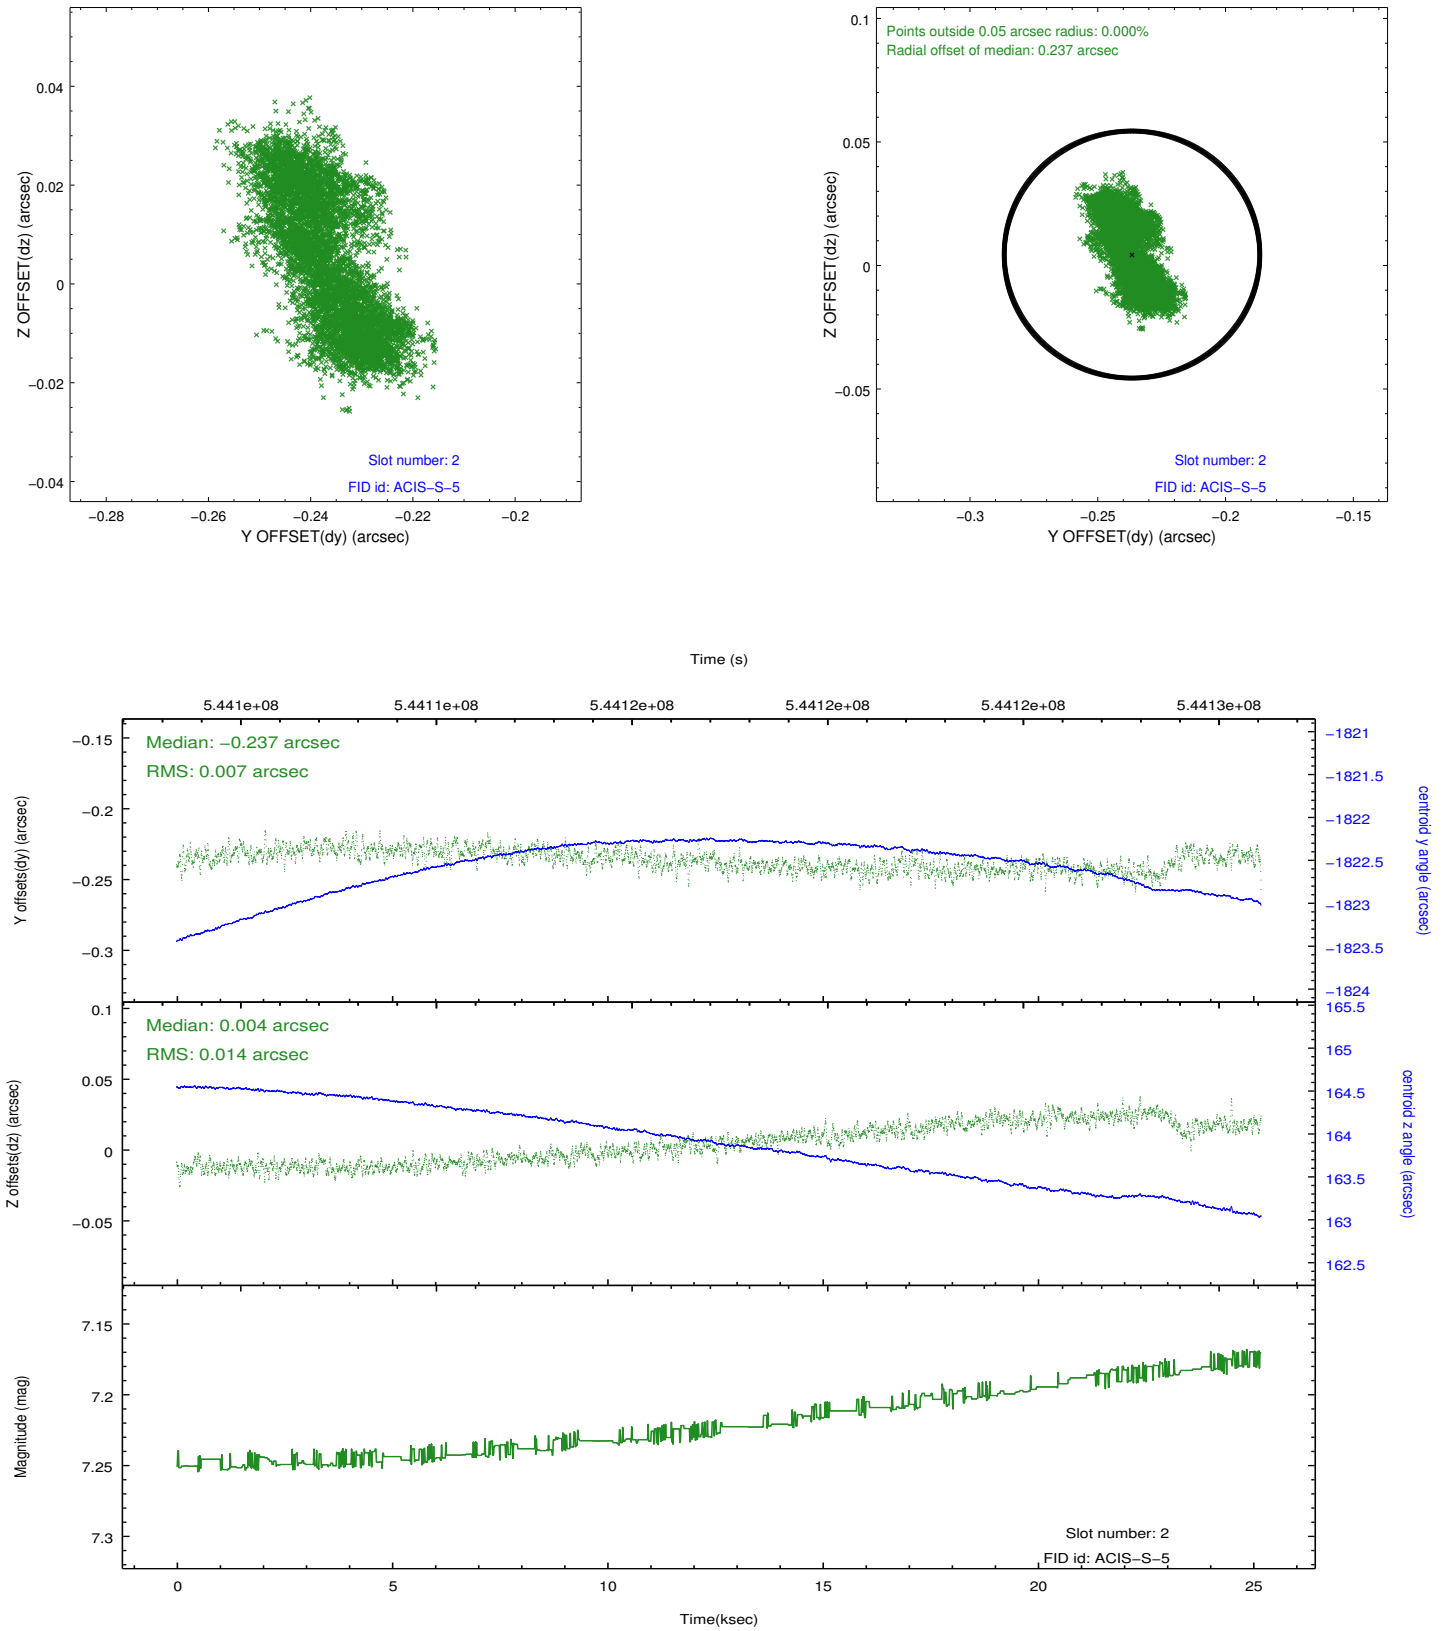 0.04
0.02
0
−0.02
−0.04
Z OFFSET(dz) (arcsec)
Slot number: 2
FID id: ACIS−S−5
−0.28
−0.26
−0.24
−0.22
−0.2
Y OFFSET(dy) (arcsec)
Points outside 0.05 arcsec radius: 0.000%
Radial offset of median: 0.237 arcsec
0.1
0.05
0
−0.05
Z OFFSET(dz) (arcsec)
Slot number: 2
FID id: ACIS−S−5
−0.3
−0.25
−0.2
−0.15
Y OFFSET(dy) (arcsec)
Time (s)
5.441e+08
5.4411e+08
5.4412e+08
5.4412e+08
5.4412e+08
5.4413e+08
Median: −0.237 arcsec
RMS: 0.007 arcsec
−0.15
−0.2
−0.25
−0.3
Y offsets(dy) (arcsec)
−1821
−1821.5
−1822
−1822.5
−1823
−1823.5
−1824
centroid y angle (arcsec)
Median: 0.004 arcsec
RMS: 0.014 arcsec
0.1
0.05
0
−0.05
Z offsets(dz) (arcsec)
165.5
165
164.5
164
163.5
163
162.5
centroid z angle (arcsec)
7.15
7.2
7.25
7.3
Magnitude (mag)
Slot number: 2
FID id: ACIS−S−5
0
5
10
15
20
25
Time(ksec)